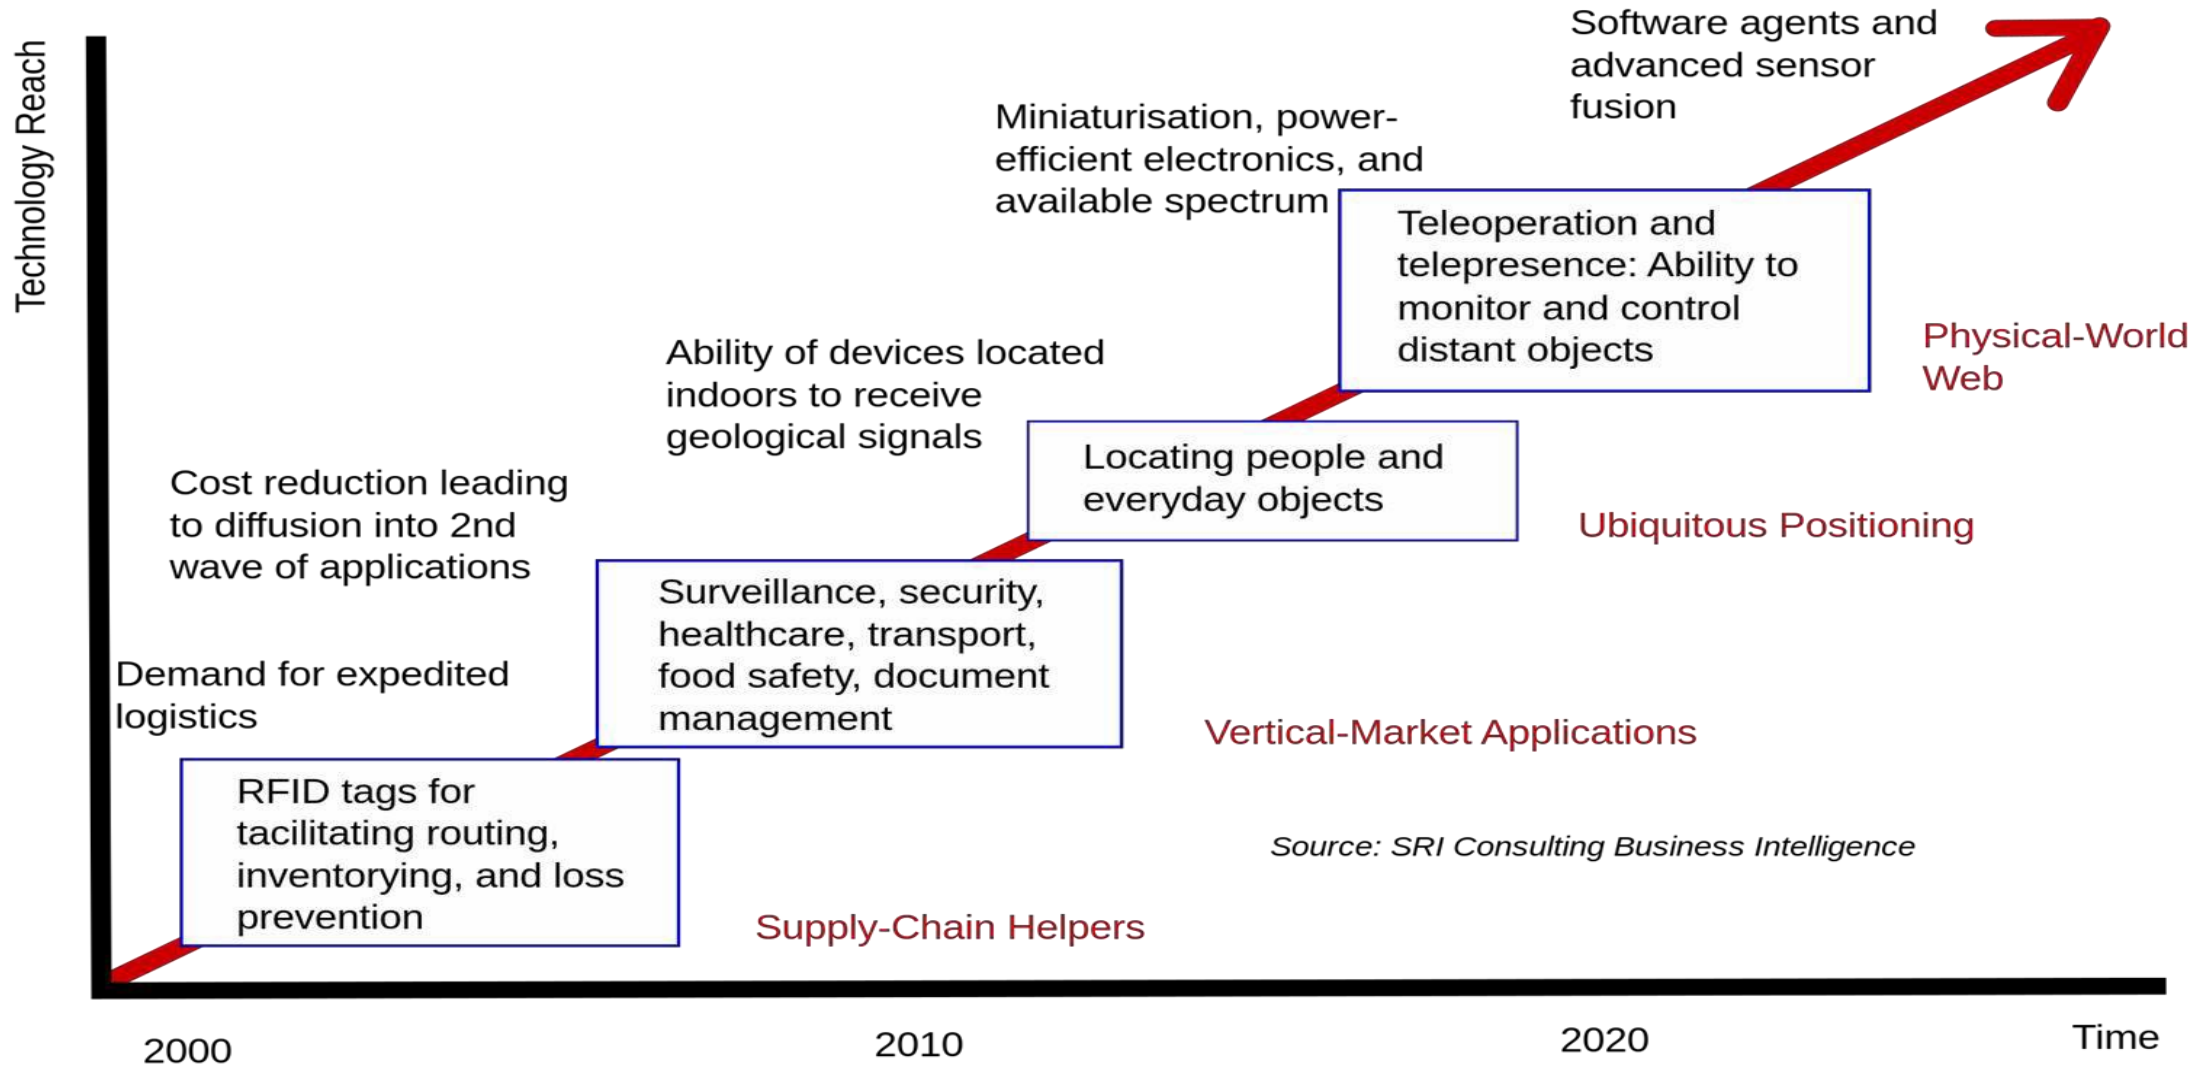 Technology Reach
Software agents and
advanced sensor
fusion
Miniaturisation, power-
efficient electronics, and
available spectrum
Teleoperation and
telepresence: Ability to
monitor and control
distant objects
Physical-World
Web
Ability of devices located
indoors to receive
geological signals
Locating people and
everyday objects
Ubiquitous Positioning
Cost reduction leading
to diffusion into 2nd
wave of applications
Surveillance, security,
healthcare, transport,
food safety, document
management
Vertical-Market Applications
Demand for expedited
logistics
RFID tags for
tacilitating routing,
inventorying, and loss
prevention
Supply-Chain Helpers
Source: SRI Consulting Business Intelligence
2000
2010
2020
Time